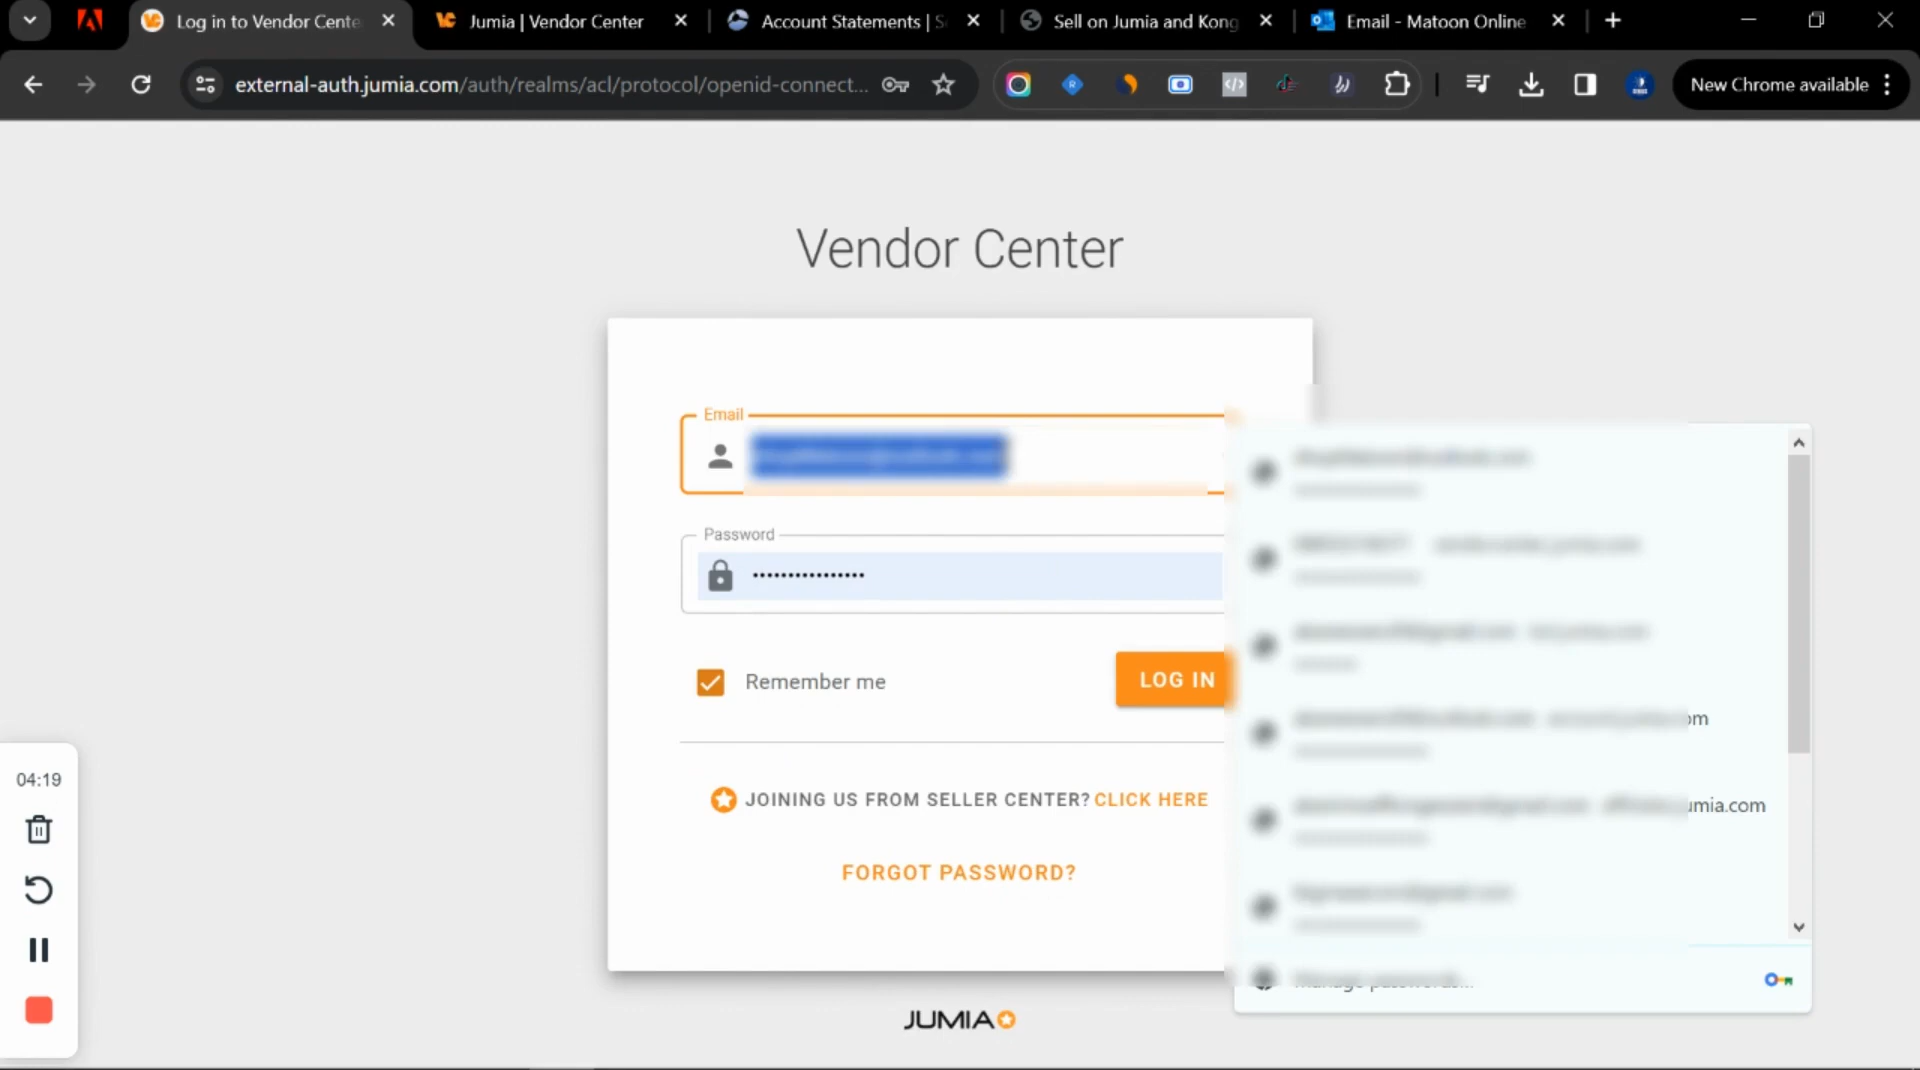 Log in to Vendor Cente
Jumia | Vendor Center
Account Statements | S
Sell on Jumia and Kong
Email - Matoon Online
external-auth.jumia.com/auth/realms/acl/protocol/openid-connect...
New Chrome available
Vendor Center
Email
Password
Remember me
LOG IN
JOINING US FROM SELLER CENTER? CLICK HERE
FORGOT PASSWORD?
om
umia.com
Manage passwords...
04:19
JUMIA